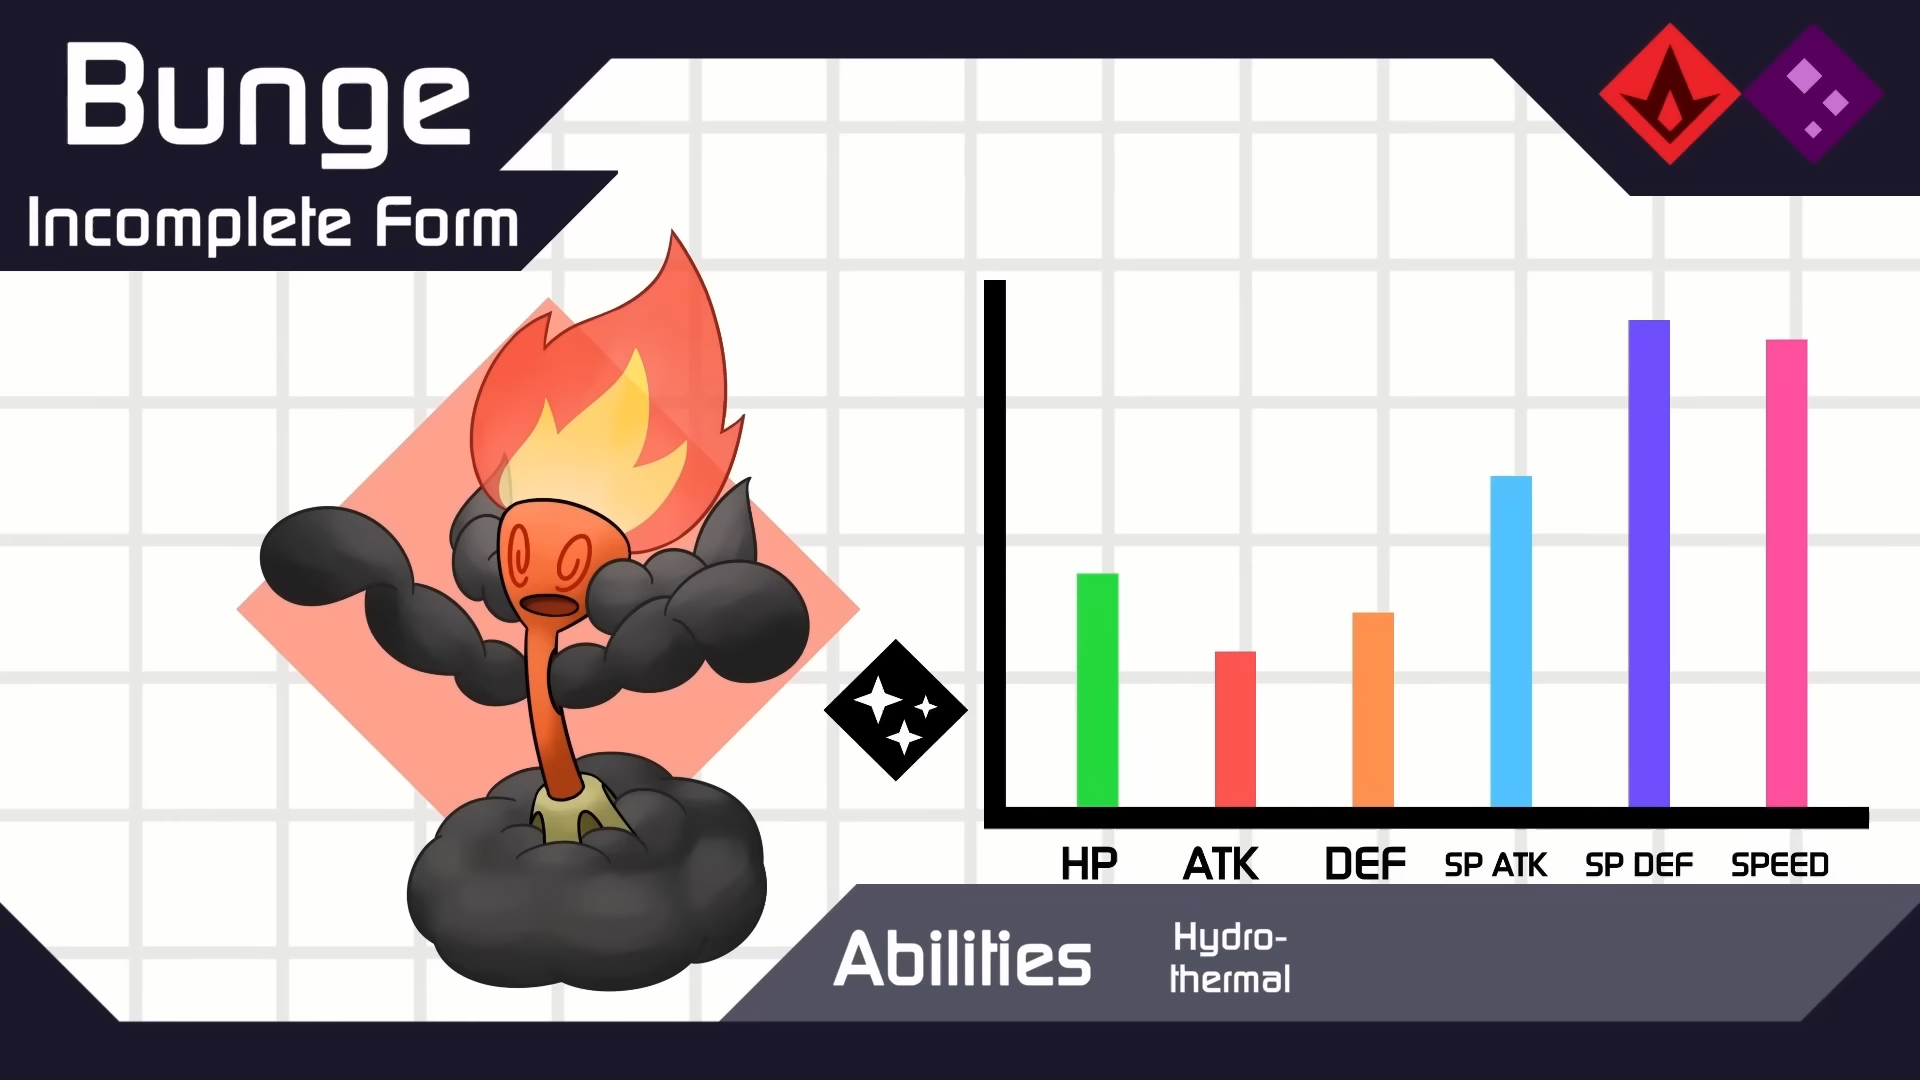 Bunge
Incomplete Form
HP ATK DEF SP ATK SP DEF SPEED
Abilities
Hydro-
thermal